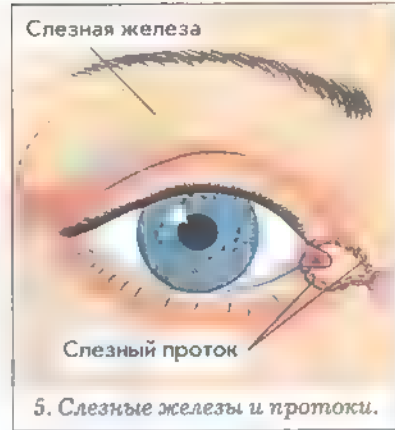 Слезная железа
Слезный проток
5. Слезные железы и протоки.